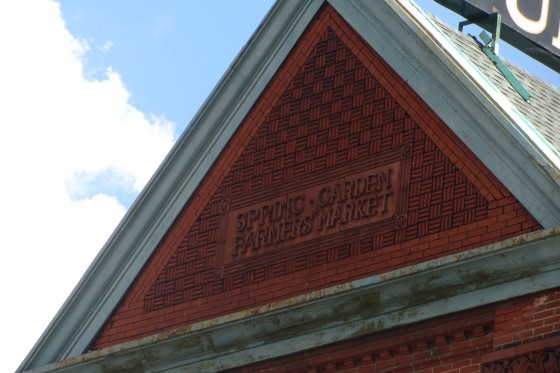 SPRING · GARDEN
FARMERS' MARKET